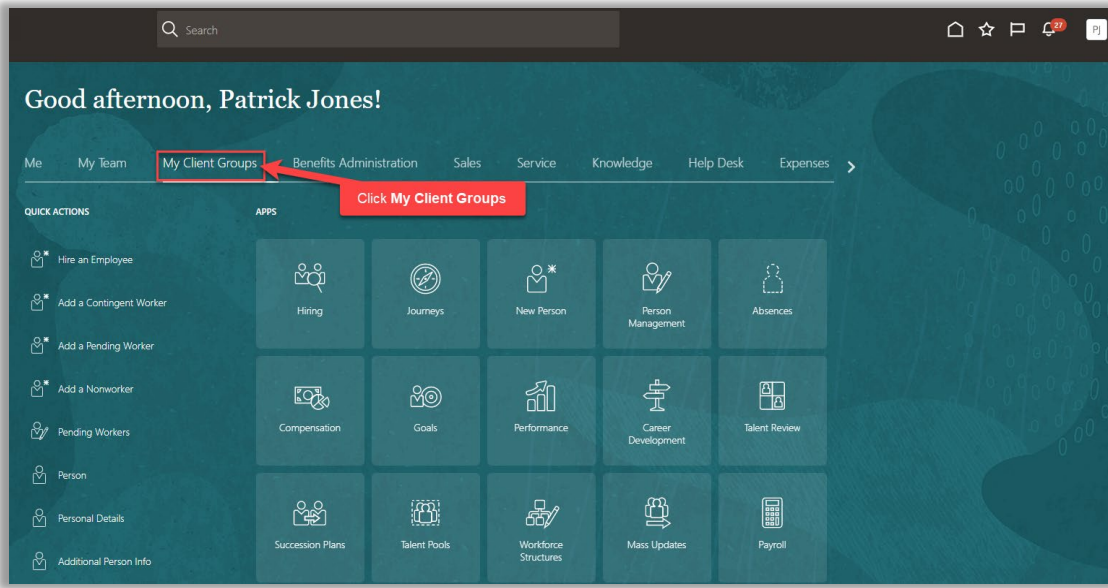 Search
27
PJ
Good afternoon, Patrick Jones!
Me My Team My Client Groups Benefits Administration Sales Service Knowledge Help Desk Expenses
Click My Client Groups
QUICK ACTIONS
Hire an Employee
Add a Contingent Worker
Add a Pending Worker
Add a Nonworker
Pending Workers
Person
Personal Details
Additional Person Info
APPS
Hiring
Journeys
New Person
Person
Management
Absences
Compensation
Goals
Performance
Career
Development
Talent Review
Succession Plans
Talent Pools
Workforce
Structures
Mass Updates
Payroll